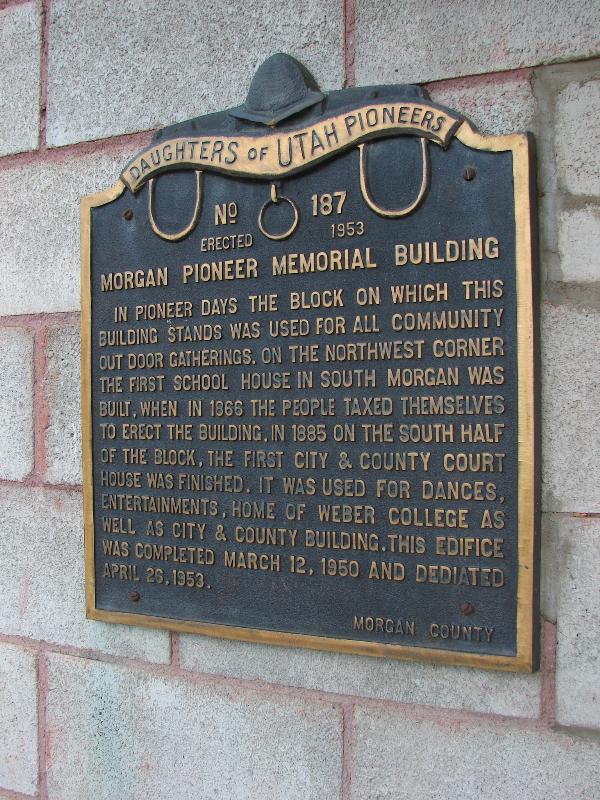 DAUGHTERS OF UTAH PIONEERS
No 187
ERECTED 1953
MORGAN PIONEER MEMORIAL BUILDING
IN PIONEER DAYS THE BLOCK ON WHICH THIS
BUILDING STANDS WAS USED FOR ALL COMMUNITY
OUT DOOR GATHERINGS. ON THE NORTHWEST CORNER
THE FIRST SCHOOL HOUSE IN SOUTH MORGAN WAS
BUILT, WHEN IN 1866 THE PEOPLE TAXED THEMSELVES
TO ERECT THE BUILDING. IN 1885 ON THE SOUTH HALF
OF THE BLOCK, THE FIRST CITY & COUNTY COURT
HOUSE WAS FINISHED. IT WAS USED FOR DANCES,
ENTERTAINMENTS, HOME OF WEBER COLLEGE AS
WELL AS CITY & COUNTY BUILDING. THIS EDIFICE
WAS COMPLETED MARCH 12, 1950 AND DEDIATED
APRIL 26, 1953.
MORGAN COUNTY